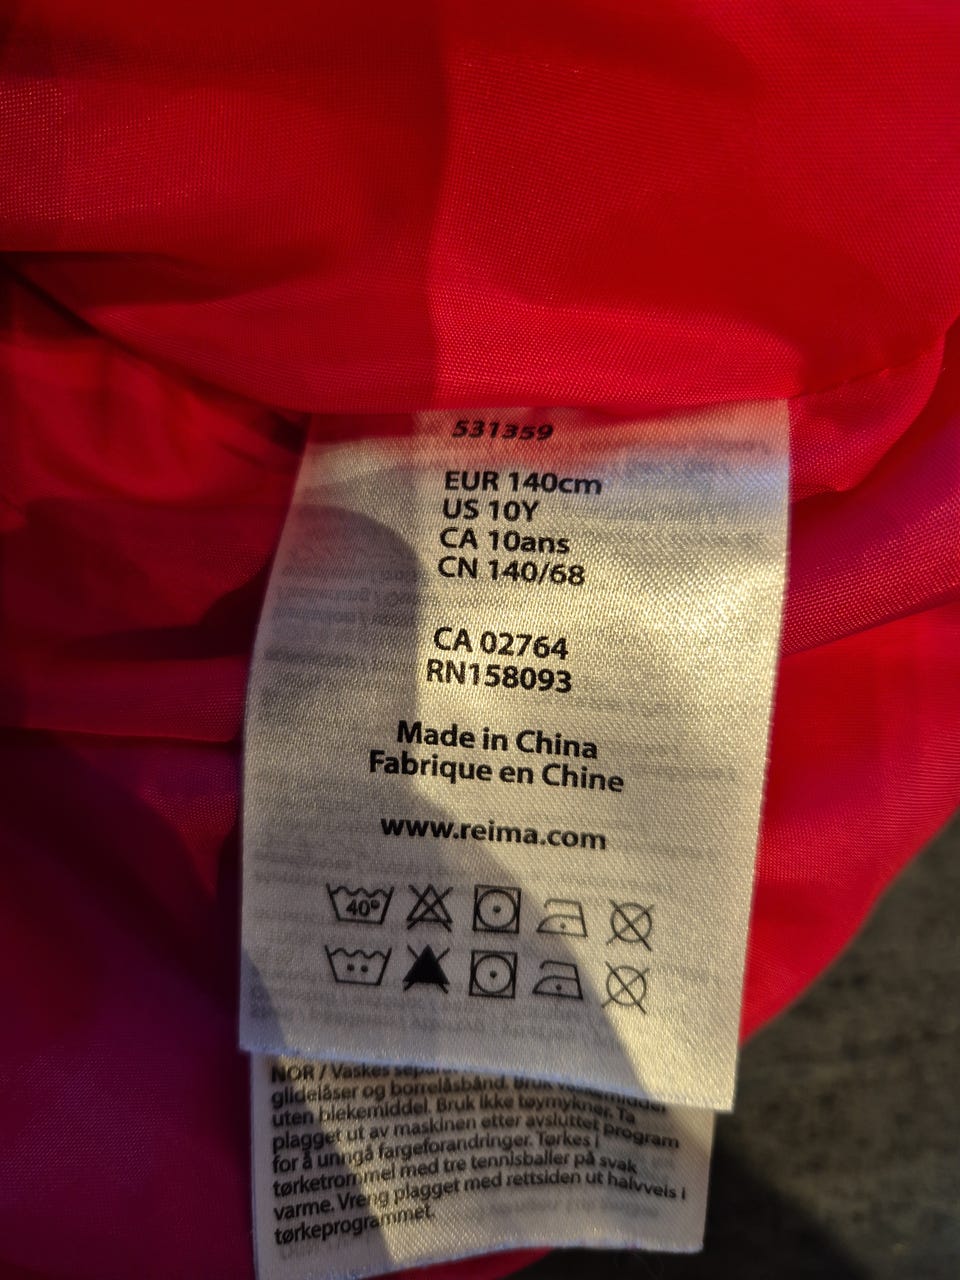 531359
EUR 140cm
US 10Y
CA 10ans
CN 140/68
CA 02764
RN158093
Made in China
Fabrique en Chine
www.reima.com
40°
NOR / Vaskes
glidelåser og borrelåsbånd. Bruk vaskemiddel
uten blekemiddel. Bruk ikke tøymykner. Ta
plagget ut av maskinen etter avsluttet program
for å unngå fargeforandringer. Tørkes i
tørketrommel med tre tennisballer på svak
varme. Vreng plagget med rettsiden ut halvveis i
tørkeprogrammet.